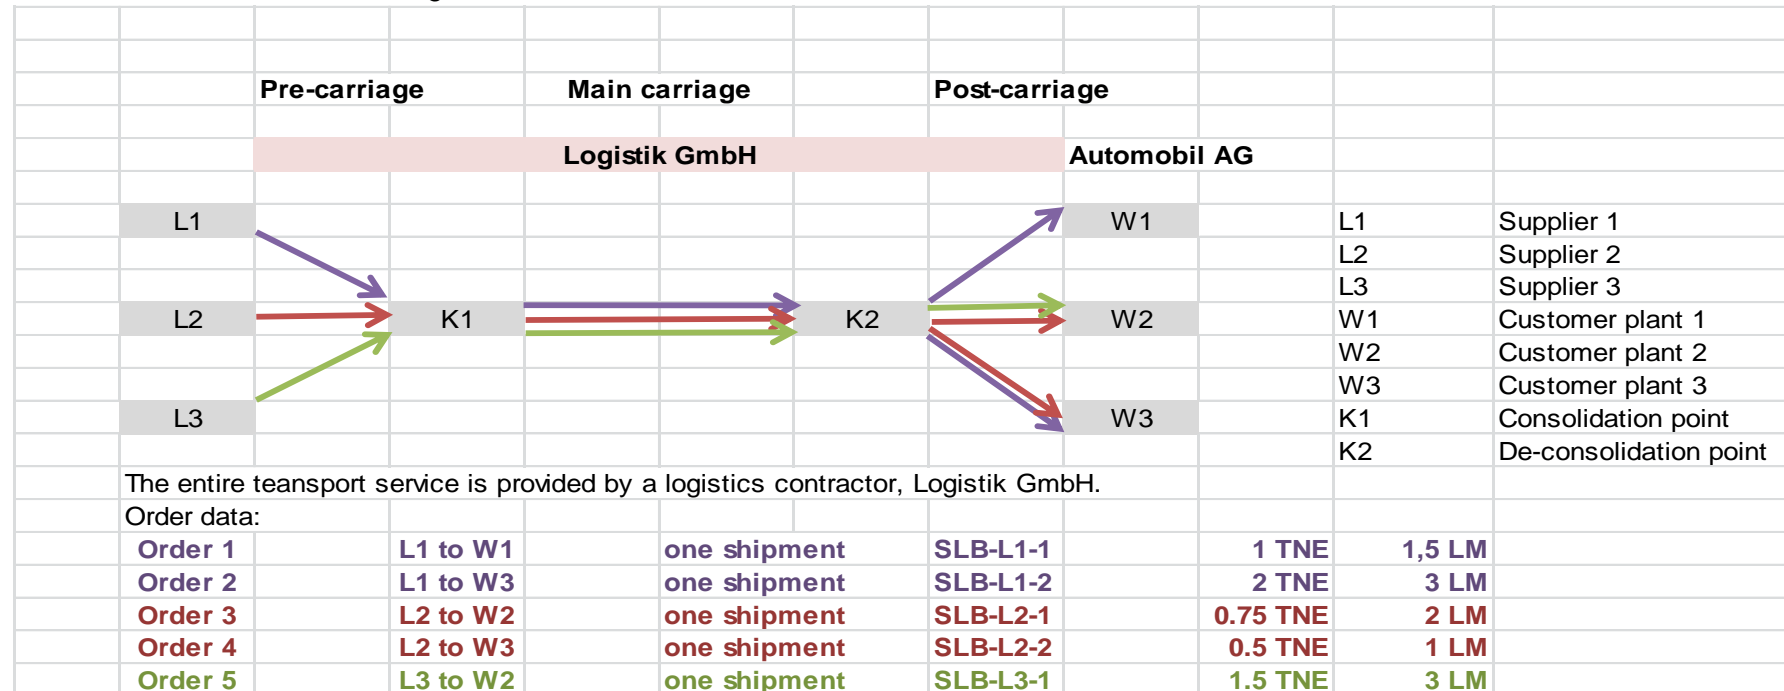 Pre-carriage Main carriage Post-carriage
Logistik GmbH Automobil AG
L1 W1 L1 Supplier 1
L2 Supplier 2
L3 Supplier 3
L2 K1 K2 W2 W1 Customer plant 1
W2 Customer plant 2
W3 Customer plant 3
L3 W3 K1 Consolidation point
K2 De-consolidation point
The entire teansport service is provided by a logistics contractor, Logistik GmbH.
Order data:
Order 1 L1 to W1 one shipment SLB-L1-1 1 TNE 1,5 LM
Order 2 L1 to W3 one shipment SLB-L1-2 2 TNE 3 LM
Order 3 L2 to W2 one shipment SLB-L2-1 0.75 TNE 2 LM
Order 4 L2 to W3 one shipment SLB-L2-2 0.5 TNE 1 LM
Order 5 L3 to W2 one shipment SLB-L3-1 1.5 TNE 3 LM